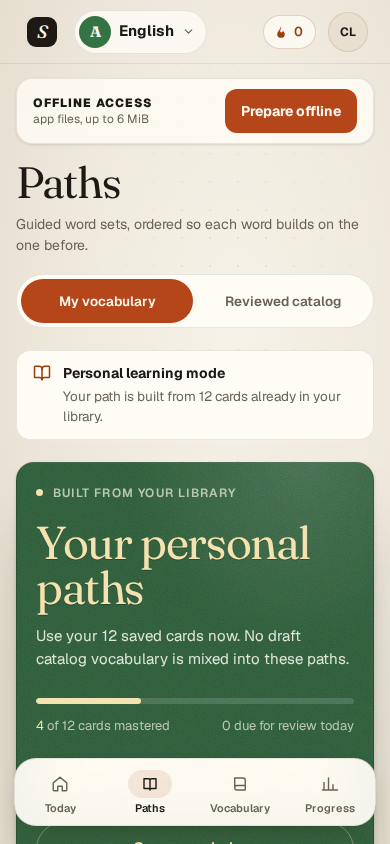 S
A English
0
CL
OFFLINE ACCESS
app files, up to 6 MiB
Prepare offline
Paths
Guided word sets, ordered so each word builds on the
one before.
My vocabulary
Reviewed catalog
Personal learning mode
Your path is built from 12 cards already in your
library.
BUILT FROM YOUR LIBRARY
Your personal
paths
Use your 12 saved cards now. No draft
catalog vocabulary is mixed into these paths.
4 of 12 cards mastered
0 due for review today
Today
Paths
Vocabulary
Progress